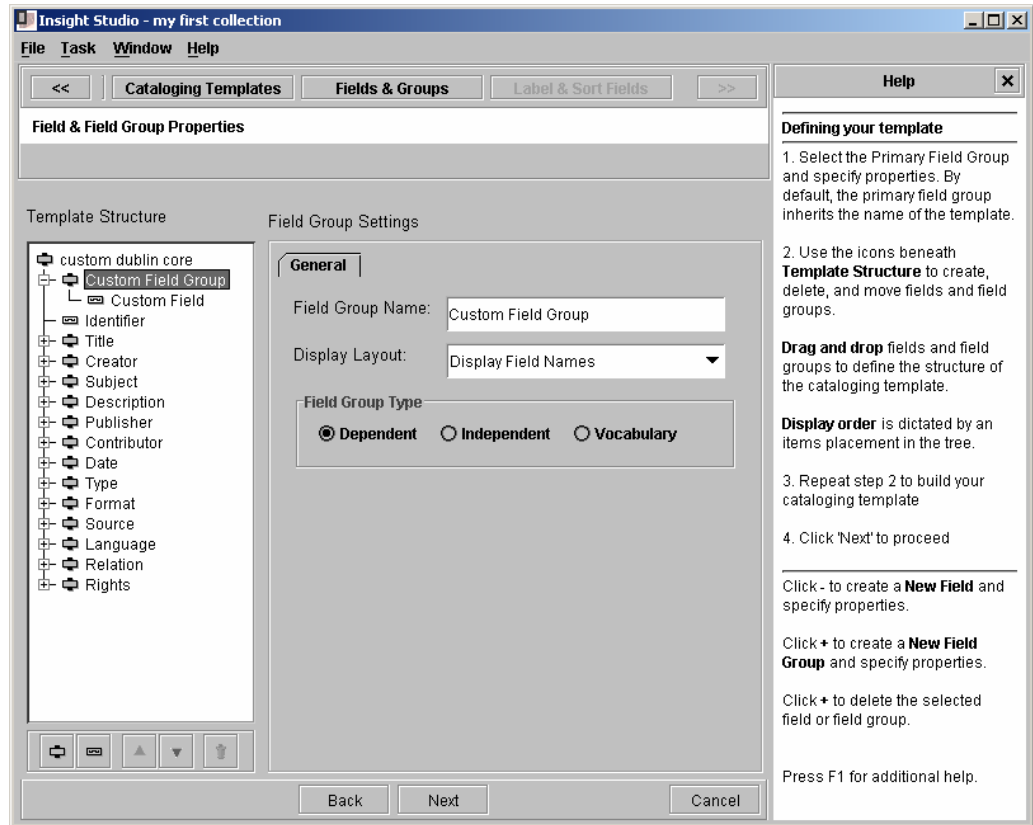 Insight Studio - my first collection
File Task Window Help
<< Cataloging Templates Fields & Groups Label & Sort Fields >>
Field & Field Group Properties
Template Structure
custom dublin core
Custom Field Group
Custom Field
Identifier
Title
Creator
Subject
Description
Publisher
Contributor
Date
Type
Format
Source
Language
Relation
Rights
Field Group Settings
General
Field Group Name: Custom Field Group
Display Layout: Display Field Names
Field Group Type
Dependent Independent Vocabulary
Back Next Cancel
Help
Defining your template
1. Select the Primary Field Group
and specify properties. By
default, the primary field group
inherits the name of the template.
2. Use the icons beneath
Template Structure to create,
delete, and move fields and field
groups.
Drag and drop fields and field
groups to define the structure of
the cataloging template.
Display order is dictated by an
items placement in the tree.
3. Repeat step 2 to build your
cataloging template
4. Click 'Next' to proceed
Click - to create a New Field and
specify properties.
Click + to create a New Field
Group and specify properties.
Click + to delete the selected
field or field group.
Press F1 for additional help.